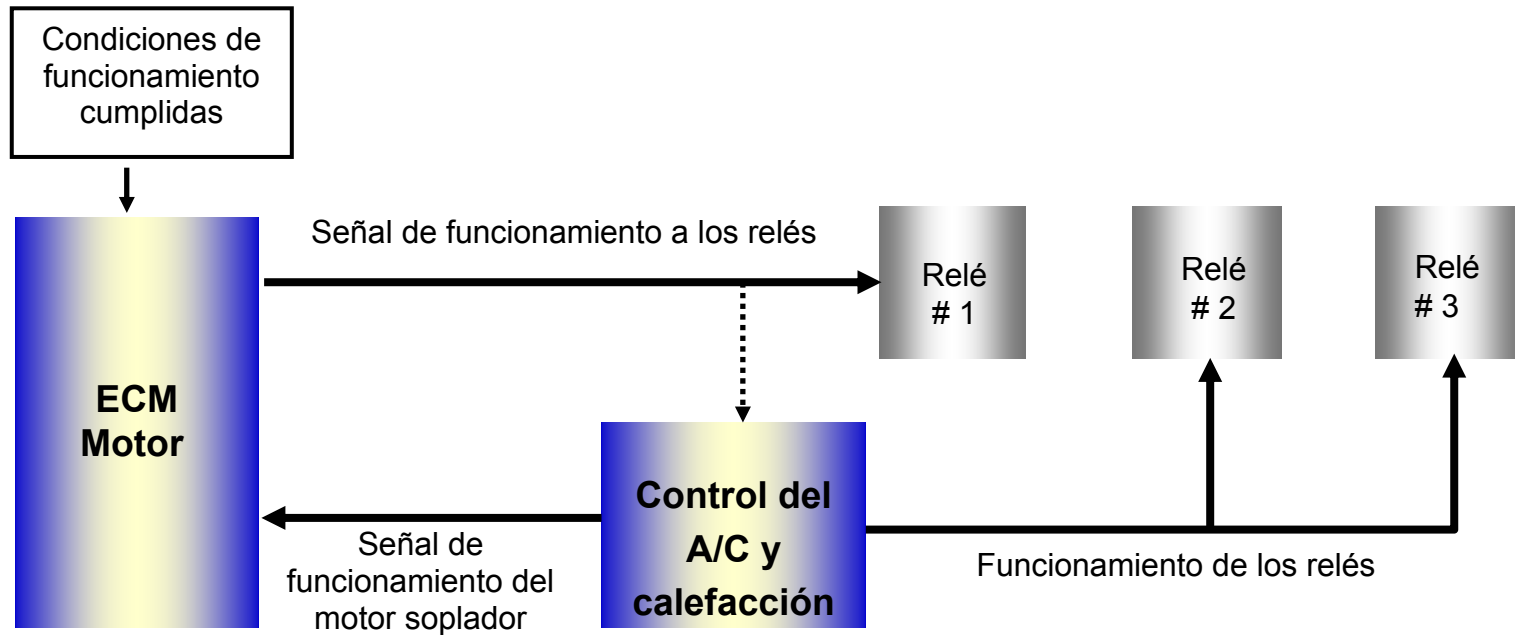 Condiciones de
funcionamiento
cumplidas
Señal de funcionamiento a los relés
Relé
# 1
Relé
# 2
Relé
# 3
ECM
Motor
Control del
A/C y
calefacción
Señal de
funcionamiento del
motor soplador
Funcionamiento de los relés